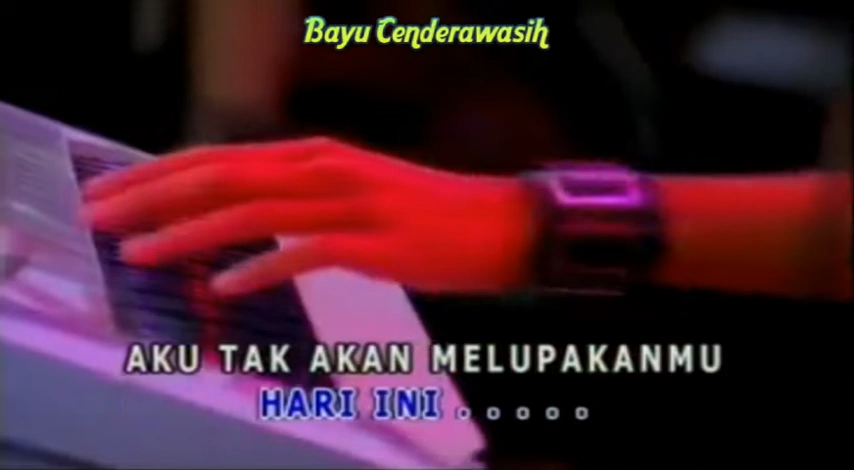 Bayu Cenderawasih
AKU TAK AKAN MELUPAKANMU
HARI INI .....